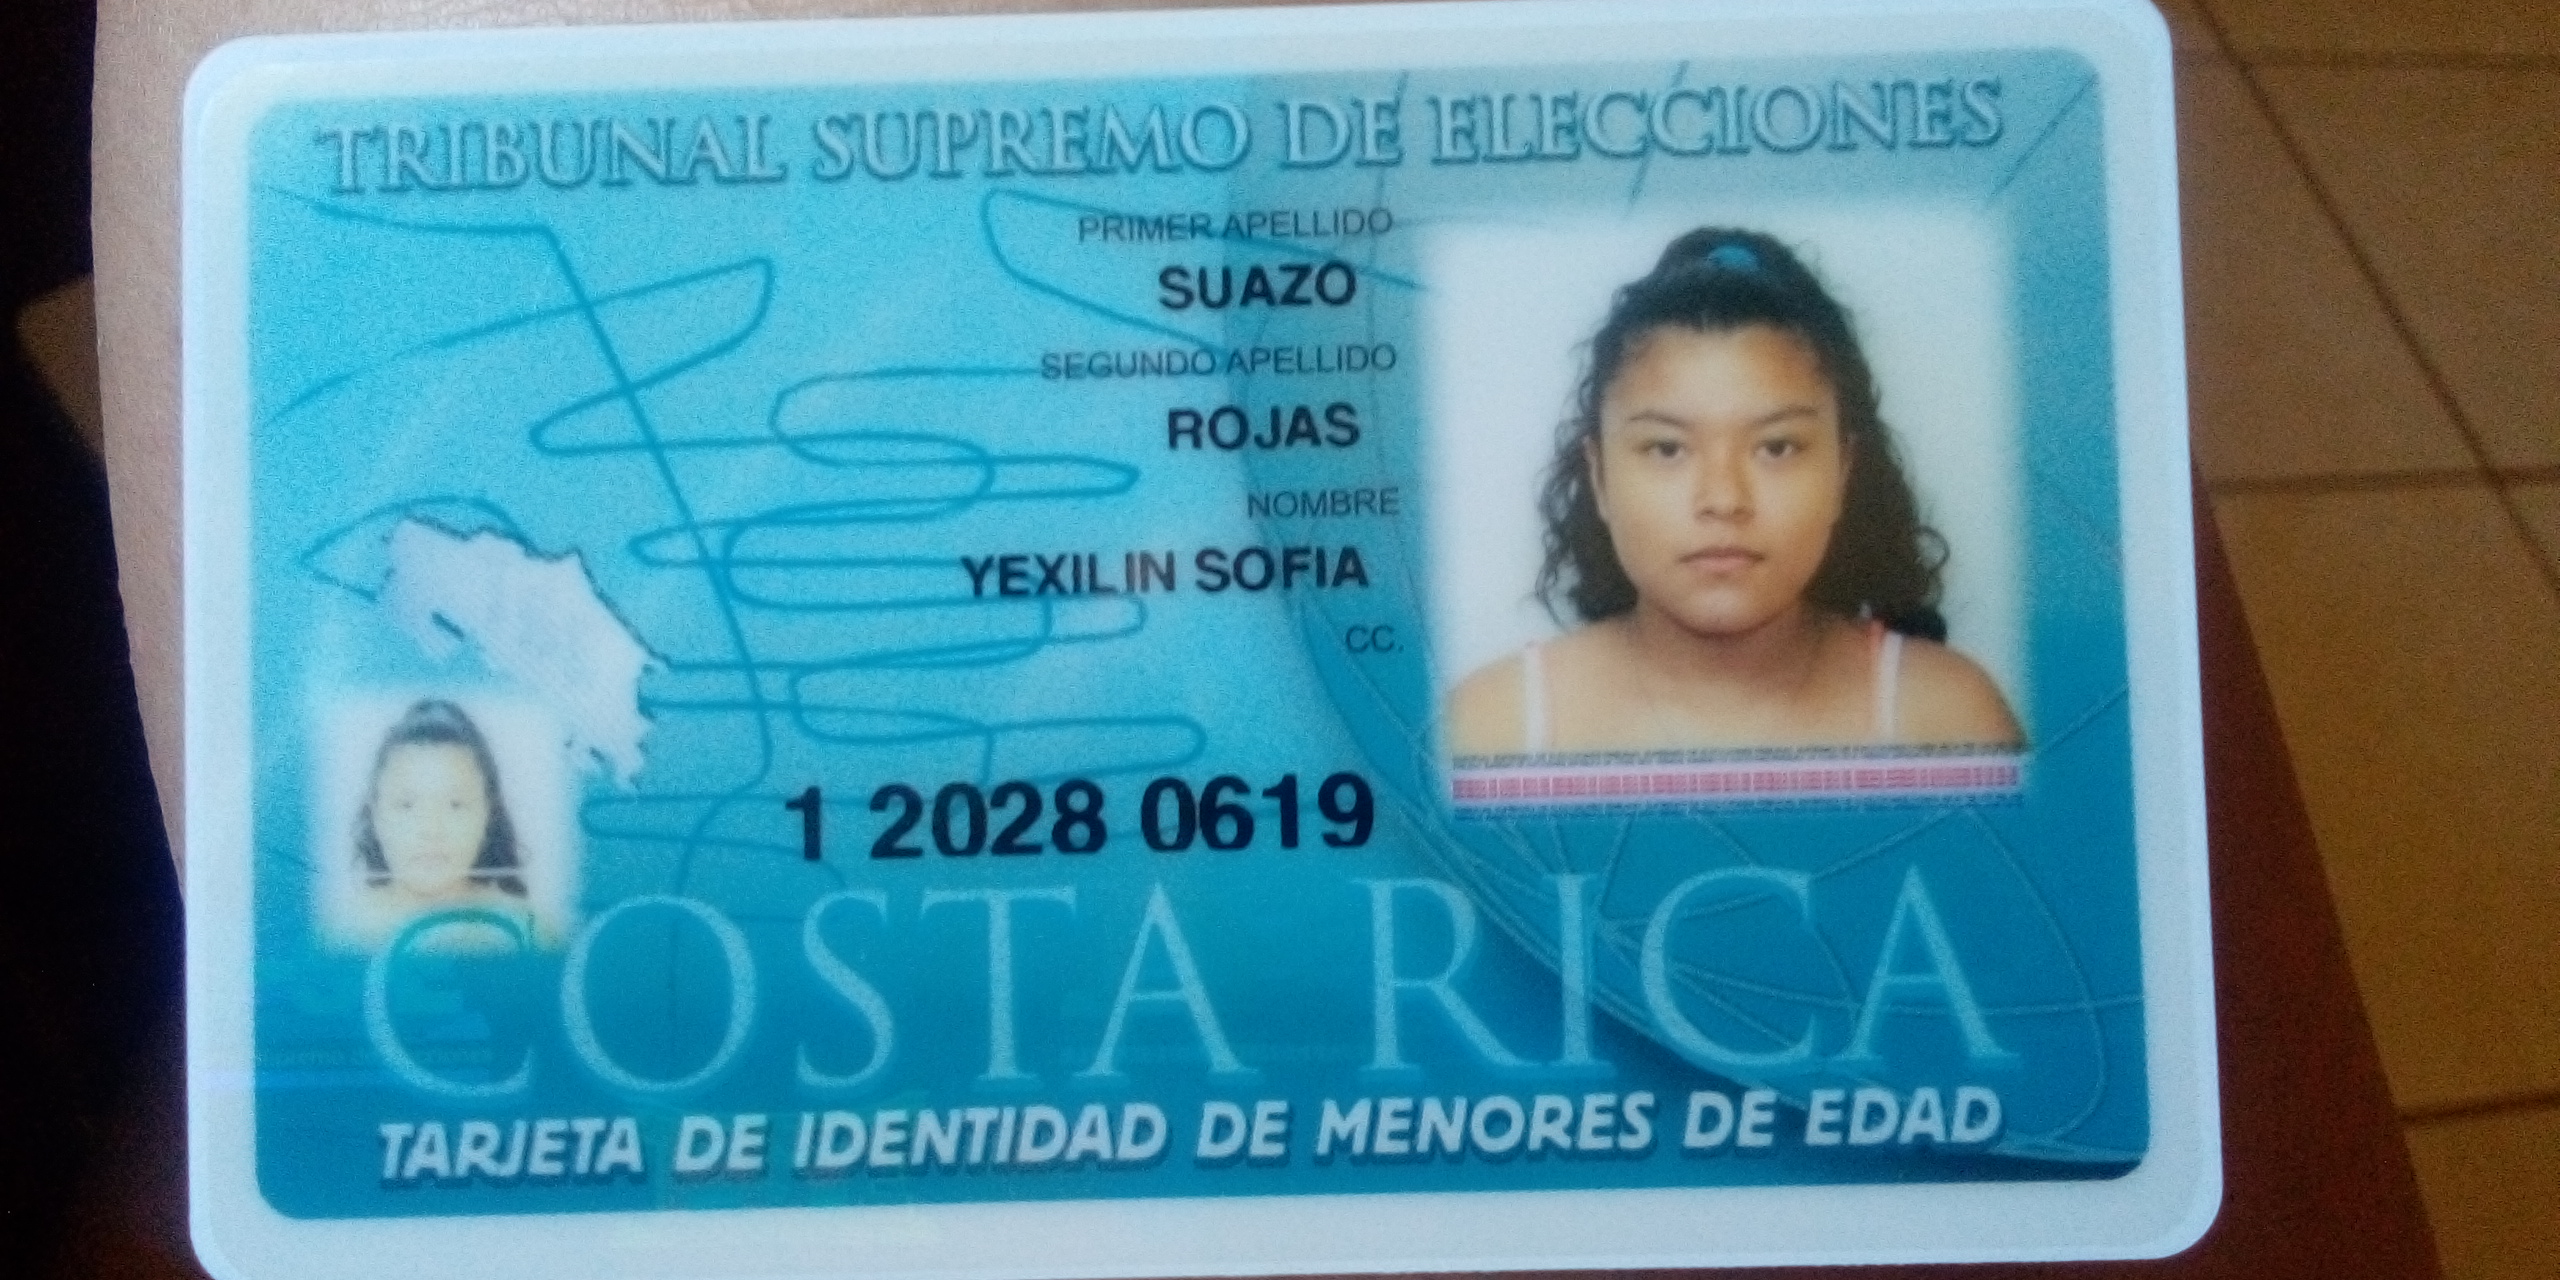 TRIBUNAL SUPREMO DE ELECCIONES
PRIMER APELLIDO
SUAZO
SEGUNDO APELLIDO
ROJAS
NOMBRE
YEXILIN SOFIA
CC.
1 2028 0619
COSTA RICA
TARJETA DE IDENTIDAD DE MENORES DE EDAD